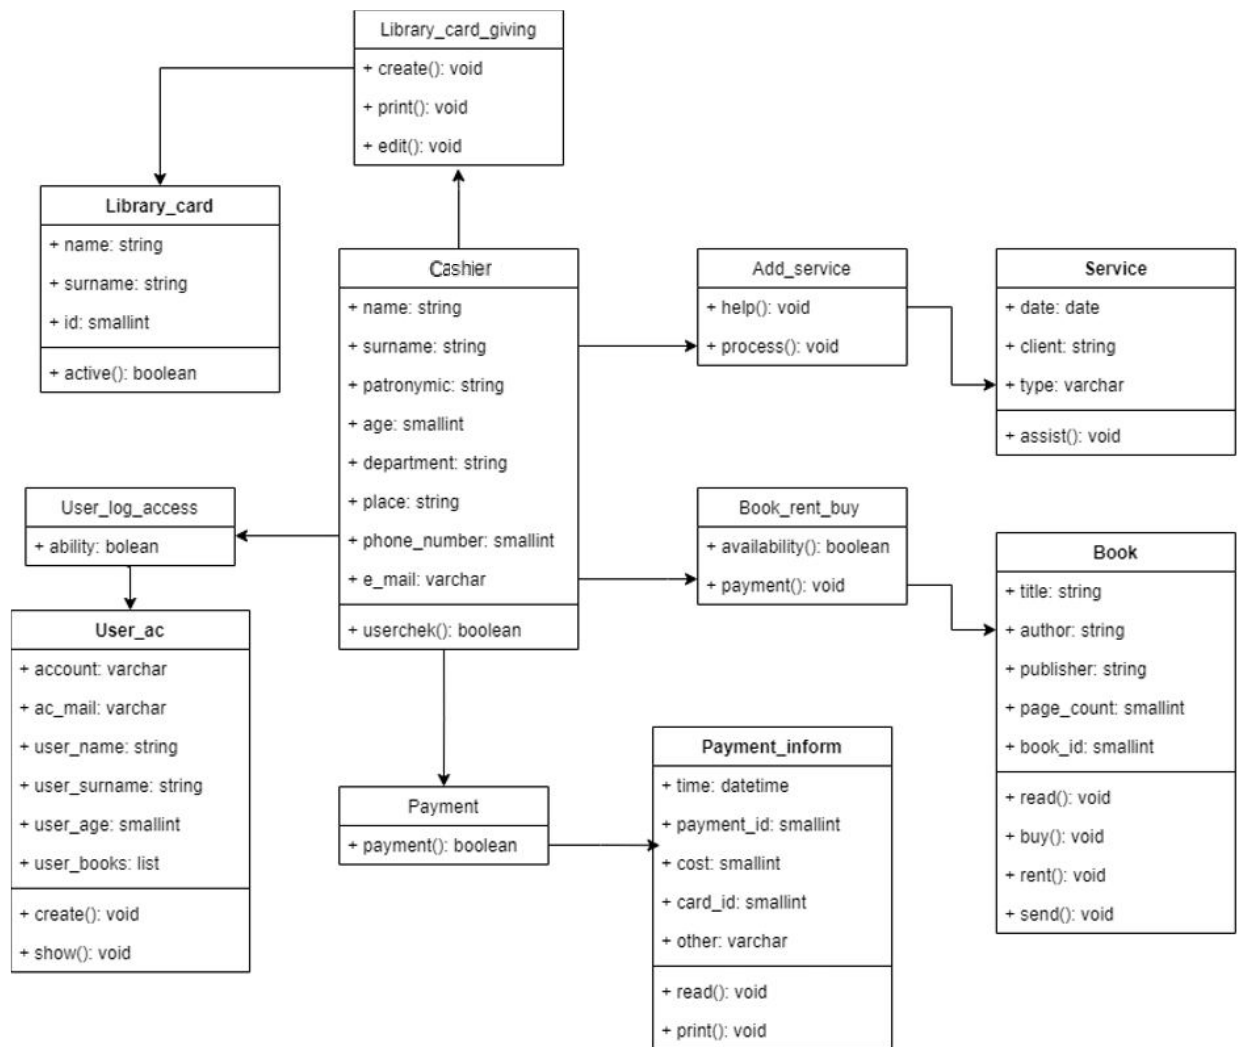 Library_card_giving
+ create(): void
+ print(): void
+ edit(): void
Library_card
+ name: string
+ surname: string
+ id: smallint
+ active(): boolean
Cashier
+ name: string
+ surname: string
+ patronymic: string
+ age: smallint
+ department: string
+ place: string
+ phone_number: smallint
+ e_mail: varchar
+ userchek(): boolean
Add_service
+ help(): void
+ process(): void
Service
+ date: date
+ client: string
+ type: varchar
+ assist(): void
User_log_access
+ ability: bolean
User_ac
+ account: varchar
+ ac_mail: varchar
+ user_name: string
+ user_surname: string
+ user_age: smallint
+ user_books: list
+ create(): void
+ show(): void
Book_rent_buy
+ availability() boolean
+ payment(): void
Book
+ title: string
+ author: string
+ publisher: string
+ page_count: smallint
+ book_id: smallint
+ read(): void
+ buy(): void
+ rent(): void
+ send(): void
Payment
+ payment(): boolean
Payment_inform
+ time: datetime
+ payment_id: smallint
+ cost: smallint
+ card_id: smallint
+ other: varchar
+ read(): void
+ print(): void